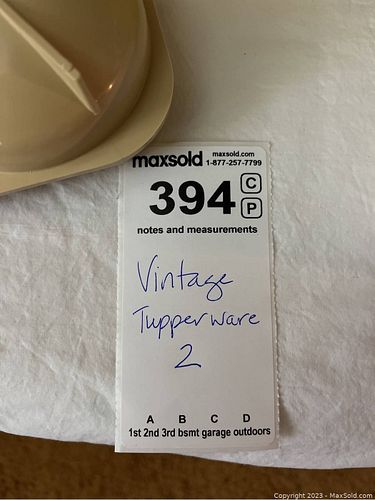 maxsold maxsold.com
1-877-257-7799
394 C
P
notes and measurements
Vintage
Tupperware
2
A B C D
1st 2nd 3rd bsmt garage outdoors
Copyright 2023 - MaxSold.com